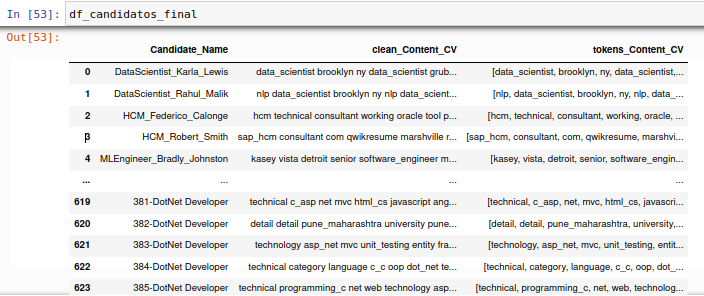 In [53]: df_candidatos_final
Out[53]:
Candidate_Name clean_Content_CV tokens_Content_CV
0 DataScientist_Karla_Lewis data_scientist brooklyn ny data_scientist grub... [data_scientist, brooklyn, ny, data_scientist,...
1 DataScientist_Rahul_Malik nlp data_scientist brooklyn ny nlp data_scient... [nlp, data_scientist, brooklyn, ny, nlp, data_...
2 HCM_Federico_Calonge hcm technical consultant working oracle tool p... [hcm, technical, consultant, working, oracle, ...
3 HCM_Robert_Smith sap_hcm consultant com qwikresume marshville r... [sap_hcm, consultant, com, qwikresume, marshvi...
4 MLEngineer_Bradly_Johnston kasey vista detroit senior software_engineer m... [kasey, vista, detroit, senior, software_engin...
... ... ... ...
619 381-DotNet Developer technical c_asp net mvc html_cs javascript ang... [technical, c_asp, net, mvc, html_cs, javascri...
620 382-DotNet Developer detail detail pune_maharashtra university pune... [detail, detail, pune_maharashtra, university,...
621 383-DotNet Developer technology asp_net mvc unit_testing entity fra... [technology, asp_net, mvc, unit_testing, entit...
622 384-DotNet Developer technical category language c_c oop dot_net te... [technical, category, language, c_c, oop, dot_...
623 385-DotNet Developer technical programming_c net web technology asp... [technical, programming_c, net, web, technolog...